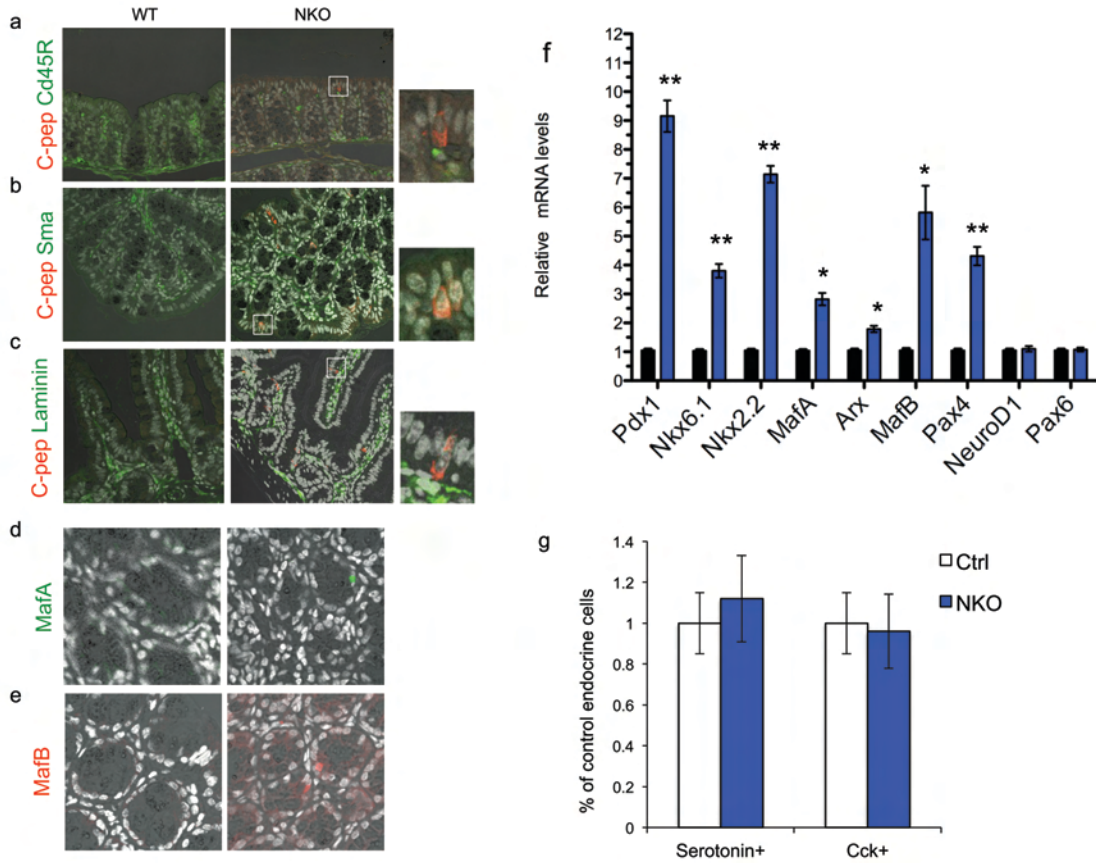 WT NKO
a
C-pep Cd45R
b
C-pep Sma
c
C-pep Laminin
d
MafA
e
MafB
f
Relative mRNA levels
12
11
10
9
8
7
6
5
4
3
2
1
0
**
**
**
*
*
*
**
Pdx1
Nkx6.1
Nkx2.2
MafA
Arx
MafB
Pax4
NeuroD1
Pax6
g
% of control endocrine cells
1.4
1.2
1
0.8
0.6
0.4
0.2
0
Ctrl
NKO
Serotonin+ Cck+